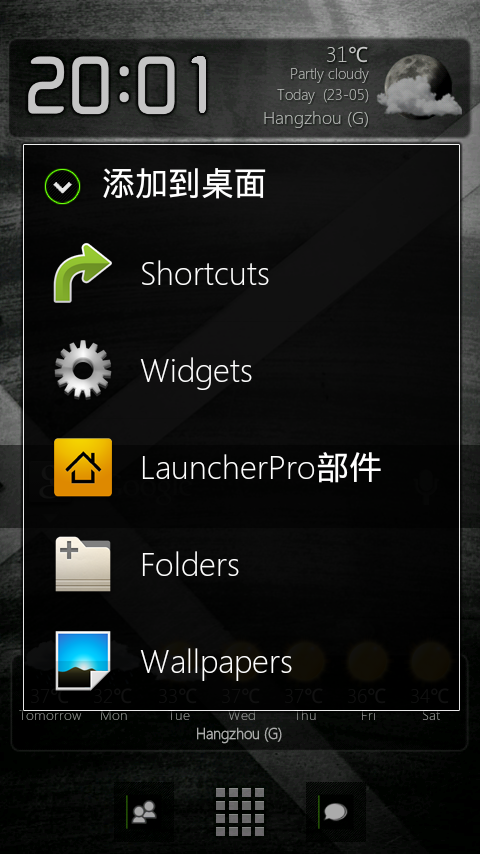 20:01
31℃
Partly cloudy
Today (23-05)
Hangzhou (G)
添加到桌面
Shortcuts
Widgets
LauncherPro部件
Folders
Wallpapers
37℃ 32℃ 33℃ 37℃ 37℃ 36℃ 34℃
Tomorrow Mon Tue Wed Thu Fri Sat
Hangzhou (G)